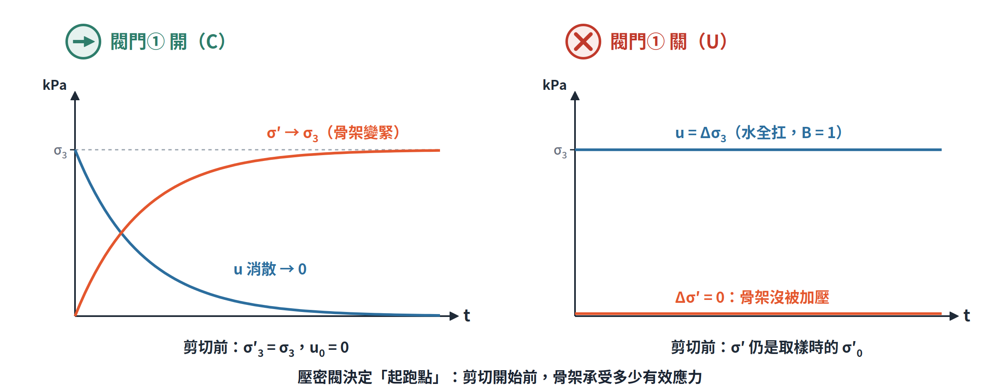 閥門① 開（C）
kPa
σ₃
σ′ → σ₃（骨架變緊）
u 消散 → 0
t
剪切前：σ′₃ = σ₃，u₀ = 0
閥門① 關（U）
kPa
σ₃
u = Δσ₃（水全扛，B = 1）
Δσ′ = 0：骨架沒被加壓
t
剪切前：σ′ 仍是取樣時的 σ′₀
壓密閥決定「起跑點」：剪切開始前，骨架承受多少有效應力